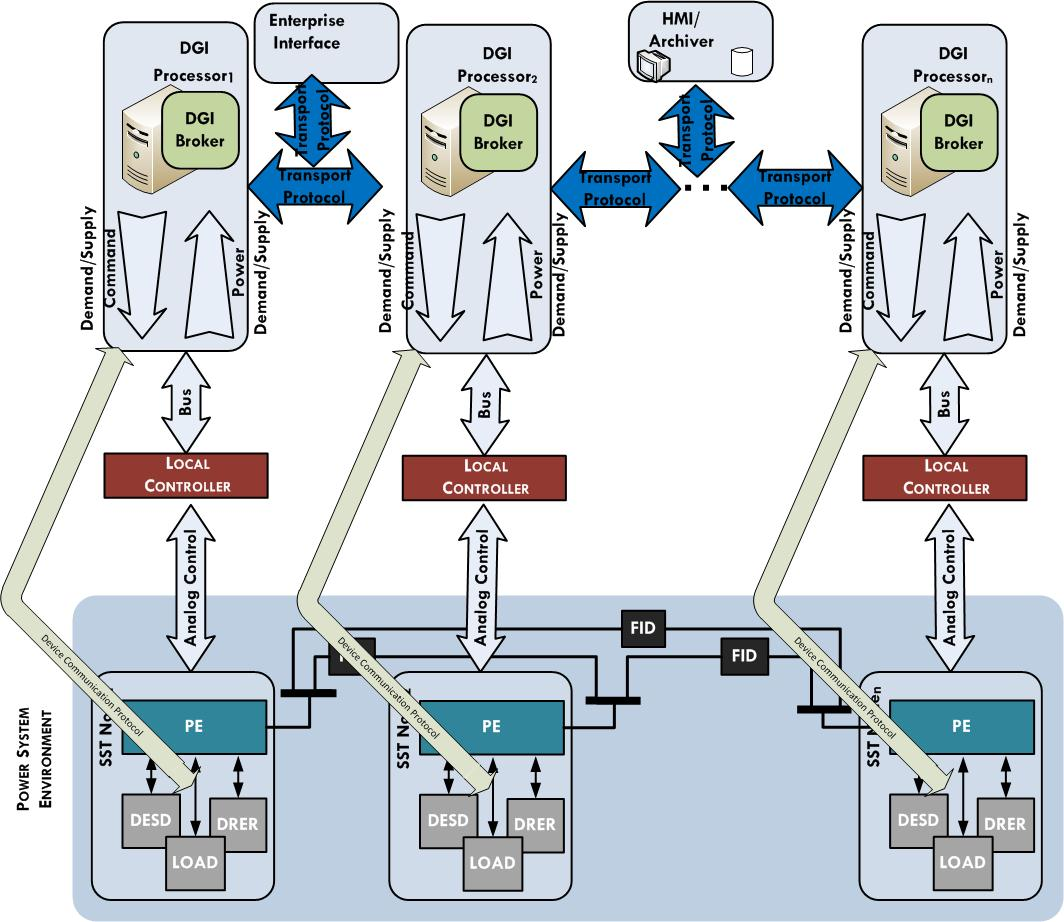 Enterprise
Interface
HMI/
Archiver
DGI
Processor1
DGI
Broker
DGI
Processor2
DGI
Broker
DGI
Processorn
DGI
Broker
Transport
Protocol
Transport
Protocol
Transport
Protocol
Transport
Protocol
Transport
Protocol
Demand/Supply
Command
Power
Demand/Supply
Demand/Supply
Command
Power
Demand/Supply
Demand/Supply
Command
Power
Demand/Supply
Bus
Bus
Bus
LOCAL
CONTROLLER
LOCAL
CONTROLLER
LOCAL
CONTROLLER
Analog Control
Analog Control
Analog Control
Device Communication Protocol
Device Communication Protocol
Device Communication Protocol
FID
FID
POWER SYSTEM
ENVIRONMENT
SST
PE
DESD
DRER
LOAD
SST
PE
DESD
DRER
LOAD
SST
PE
DESD
DRER
LOAD